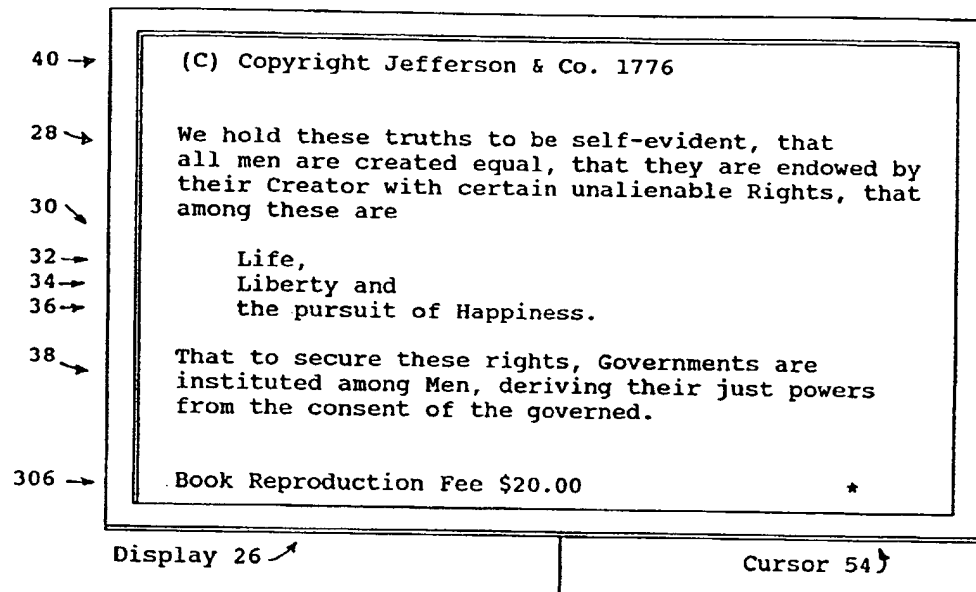 40 (C) Copyright Jefferson & Co. 1776
28 We hold these truths to be self-evident, that
all men are created equal, that they are endowed by
their Creator with certain unalienable Rights, that
30 among these are
32 Life,
34 Liberty and
36 the pursuit of Happiness.
38 That to secure these rights, Governments are
instituted among Men, deriving their just powers
from the consent of the governed.
306 Book Reproduction Fee $20.00 *
Display 26 Cursor 54